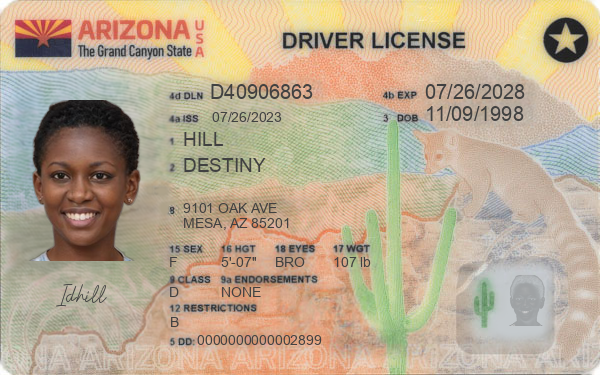 ARIZONA USA
The Grand Canyon State
DRIVER LICENSE
4d DLN D40906863 4b EXP 07/26/2028
4a ISS 07/26/2023 3 DOB 11/09/1998
1 HILL
2 DESTINY
8 9101 OAK AVE
MESA, AZ 85201
15 SEX 16 HGT 18 EYES 17 WGT
F 5'-07" BRO 107 lb
9 CLASS 9a ENDORSEMENTS
D NONE
Idhill
12 RESTRICTIONS
B
5 DD: 0000000000002899
ONA ARIZONA ARIZONA ARIZONA ARIZONA